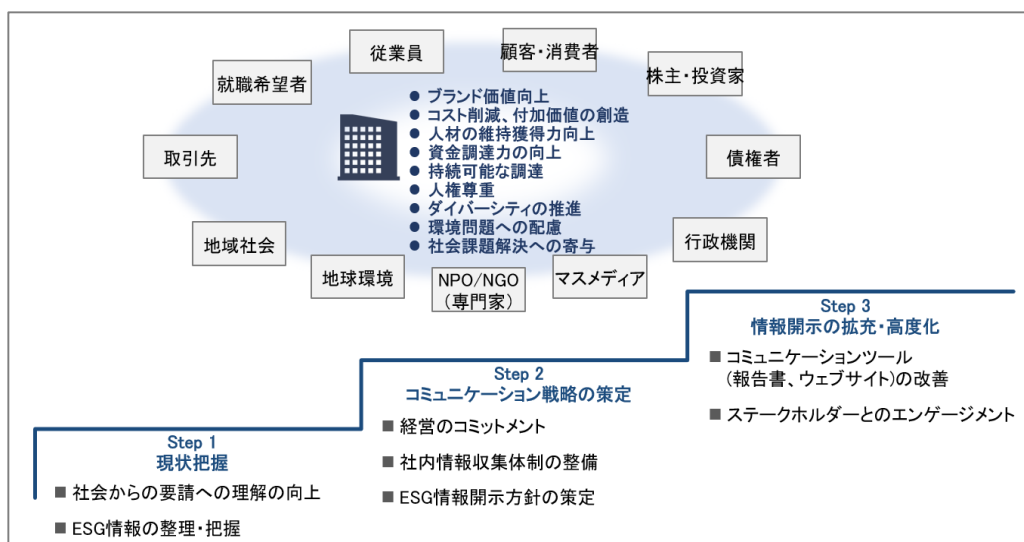 従業員
顧客・消費者
株主・投資家
就職希望者
取引先
債権者
地域社会
行政機関
地球環境
NPO/NGO
(専門家)
マスメディア
● ブランド価値向上
● コスト削減、付加価値の創造
● 人材の維持獲得力向上
● 資金調達力の向上
● 持続可能な調達
● 人権尊重
● ダイバーシティの推進
● 環境問題への配慮
● 社会課題解決への寄与
Step 1
現状把握
■ 社会からの要請への理解の向上
■ ESG情報の整理・把握
Step 2
コミュニケーション戦略の策定
■ 経営のコミットメント
■ 社内情報収集体制の整備
■ ESG情報開示方針の策定
Step 3
情報開示の拡充・高度化
■ コミュニケーションツール
(報告書、ウェブサイト)の改善
■ ステークホルダーとのエンゲージメント